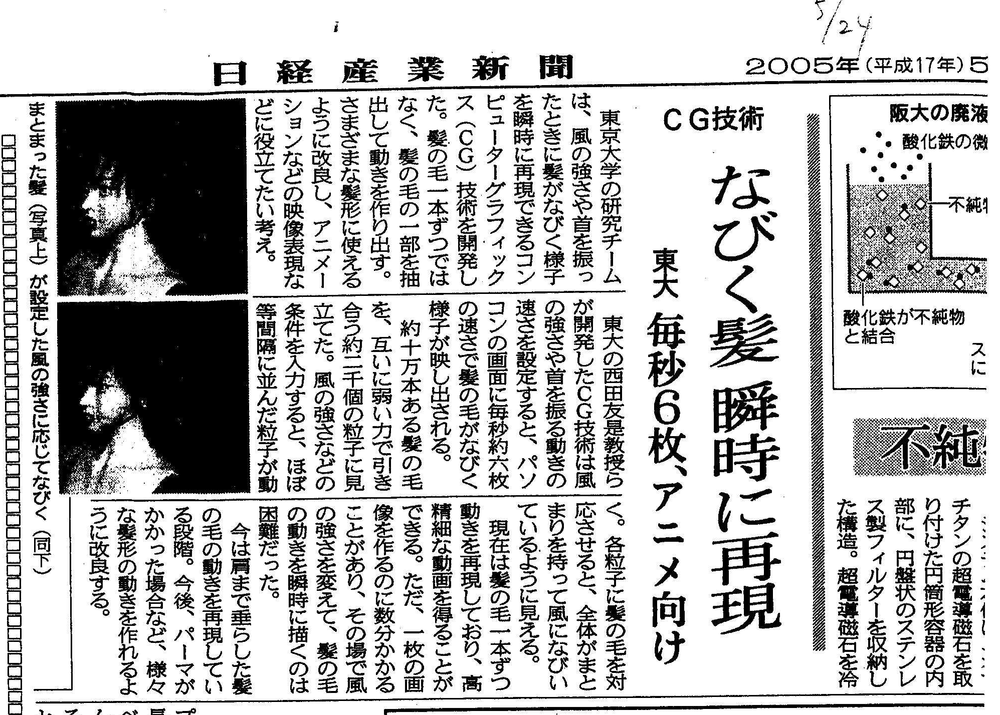 5/24
日経産業新聞
2005年(平成17年)5
阪大の廃液
酸化鉄の微
不純
酸化鉄が不純物
と結合
ス
に
不純
チタンの超電導磁石を取
り付けた円筒形容器の内
部に、円盤状のステンレ
ス製フィルターを収納し
た構造。超電導磁石を冷
CG技術
なびく髪 瞬時に再現
東大 毎秒6枚、アニメ向け
東京大学の研究チーム
は、風の強さや首を振っ
たときに髪がなびく様子
を瞬時に再現できるコン
ピューターグラフィック
ス(CG)技術を開発し
た。髪の毛一本ずつでは
なく、髪の毛の一部を抽
出して動きを作り出す。
さまざまな髪形に使える
ように改良し、アニメー
ションなどの映像表現な
どに役立てたい考え。
東大の西田友是教授ら
が開発したCG技術は風
の強さや首を振る動きの
速さを設定すると、パソ
コンの画面に毎秒約六枚
の速さで髪の毛がなびく
様子が映し出される。
約十万本ある髪の毛
を、互いに弱い力で引き
合う約二千個の粒子に見
立てた。風の強さなどの
条件を入力すると、ほぼ
等間隔に並んだ粒子が動
く。各粒子に髪の毛を対
応させると、全体がまと
まりを持って風になびい
ているように見える。
現在は髪の毛一本ずつ
動きを再現しており、高
精細な動画を得ることが
できる。ただ、一枚の画
像を作るのに数分かかる
ことがあり、その場で風
の強さを変えて、髪の毛
の動きを瞬時に描くのは
困難だった。
今は肩まで垂らした髪
の毛の動きを再現してい
る段階。今後、パーマが
かかった場合など、様々
な髪形の動きを作れるよ
うに改良する。
まとまった髪(写真上)が設定した風の強さに応じてなびく(同下)